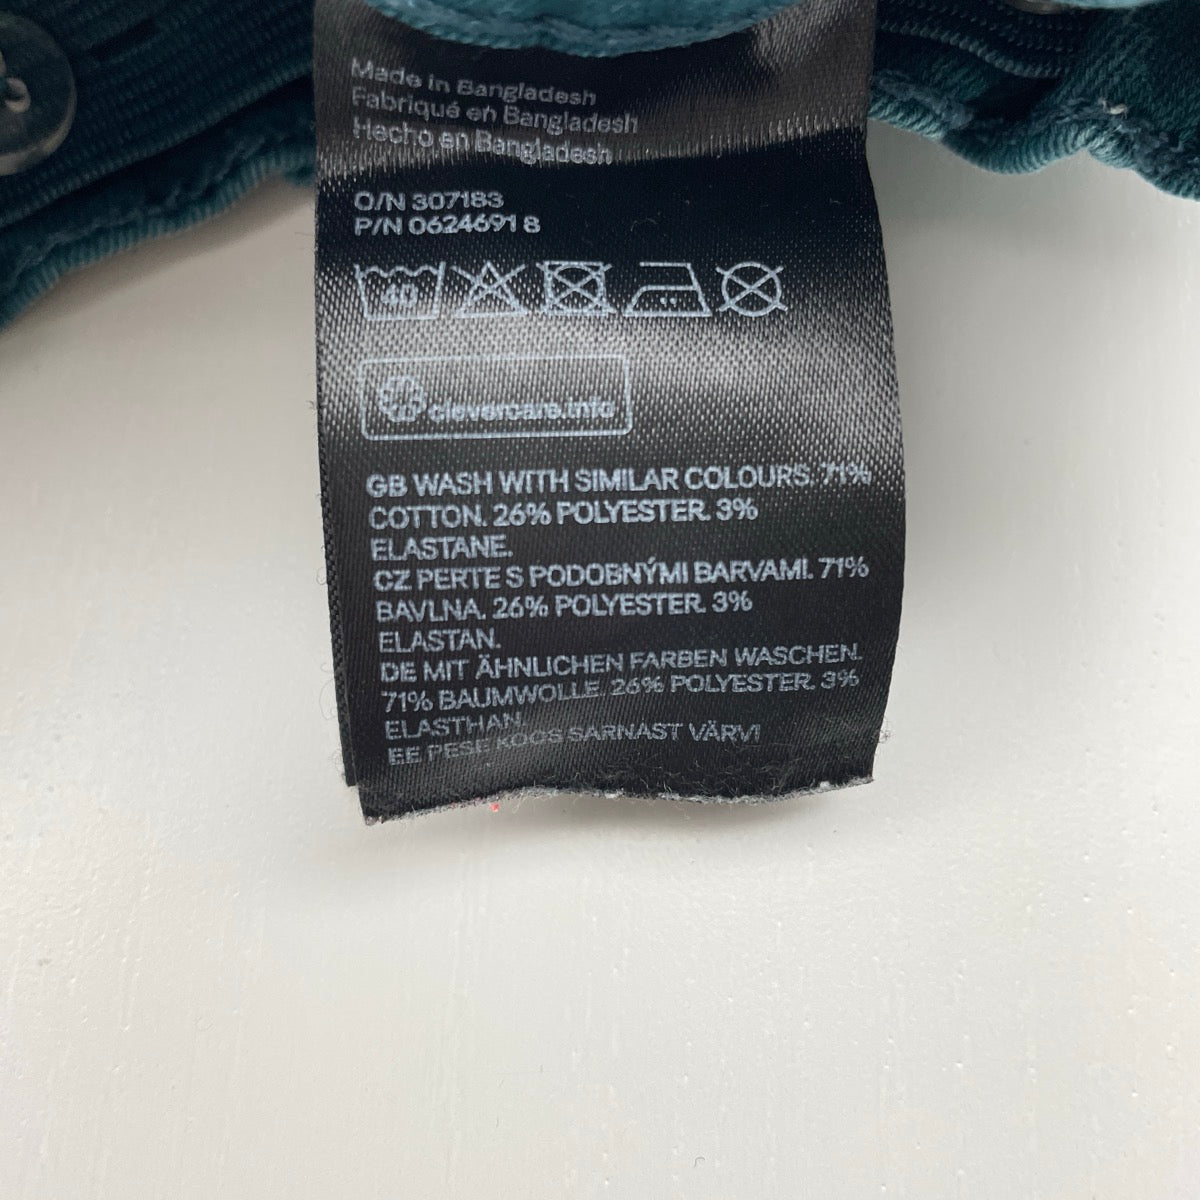 Made in Bangladesh
Fabriqué en Bangladesh
Hecho en Bangladesh
O/N 307183
P/N 0624691 8
40
clevercare.info
GB WASH WITH SIMILAR COLOURS. 71%
COTTON. 26% POLYESTER. 3%
ELASTANE.
CZ PERTE S PODOBNÝMI BARVAMI. 71%
BAVLNA. 26% POLYESTER. 3%
ELASTAN.
DE MIT ÄHNLICHEN FARBEN WASCHEN.
71% BAUMWOLLE. 26% POLYESTER. 3%
ELASTHAN.
EE PESE KOOS SARNAST VÄRVI